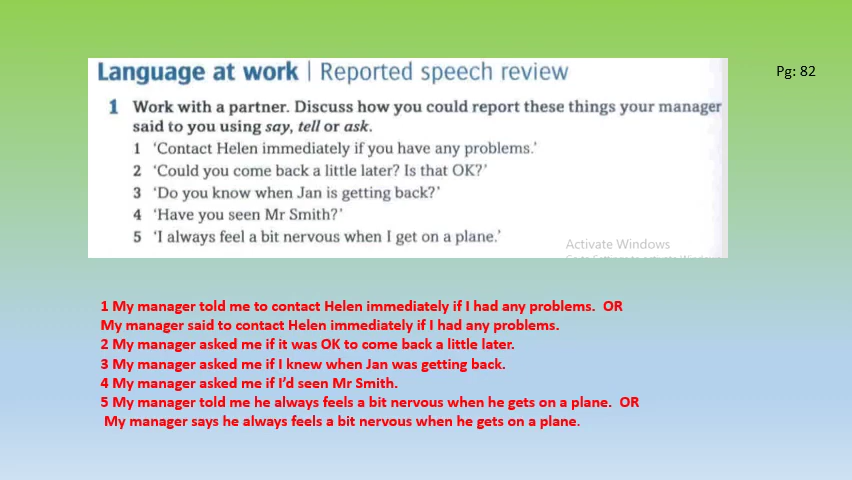 Language at work | Reported speech review
Pg: 82
1 Work with a partner. Discuss how you could report these things your manager
said to you using say, tell or ask.
1 ‘Contact Helen immediately if you have any problems.’
2 ‘Could you come back a little later? Is that OK?’
3 ‘Do you know when Jan is getting back?’
4 ‘Have you seen Mr Smith?’
5 ‘I always feel a bit nervous when I get on a plane.’
Activate Windows
1 My manager told me to contact Helen immediately if I had any problems. OR
My manager said to contact Helen immediately if I had any problems.
2 My manager asked me if it was OK to come back a little later.
3 My manager asked me if I knew when Jan was getting back.
4 My manager asked me if I’d seen Mr Smith.
5 My manager told me he always feels a bit nervous when he gets on a plane. OR
My manager says he always feels a bit nervous when he gets on a plane.